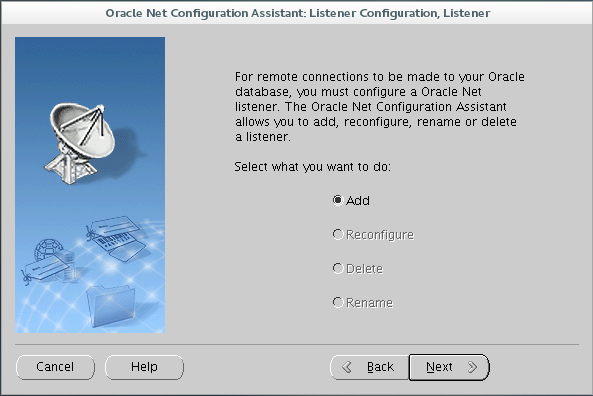 Oracle Net Configuration Assistant: Listener Configuration, Listener
For remote connections to be made to your Oracle
database, you must configure a Oracle Net
listener. The Oracle Net Configuration Assistant
allows you to add, reconfigure, rename or delete
a listener.
Select what you want to do:
Add
Reconfigure
Delete
Rename
Cancel Help Back Next